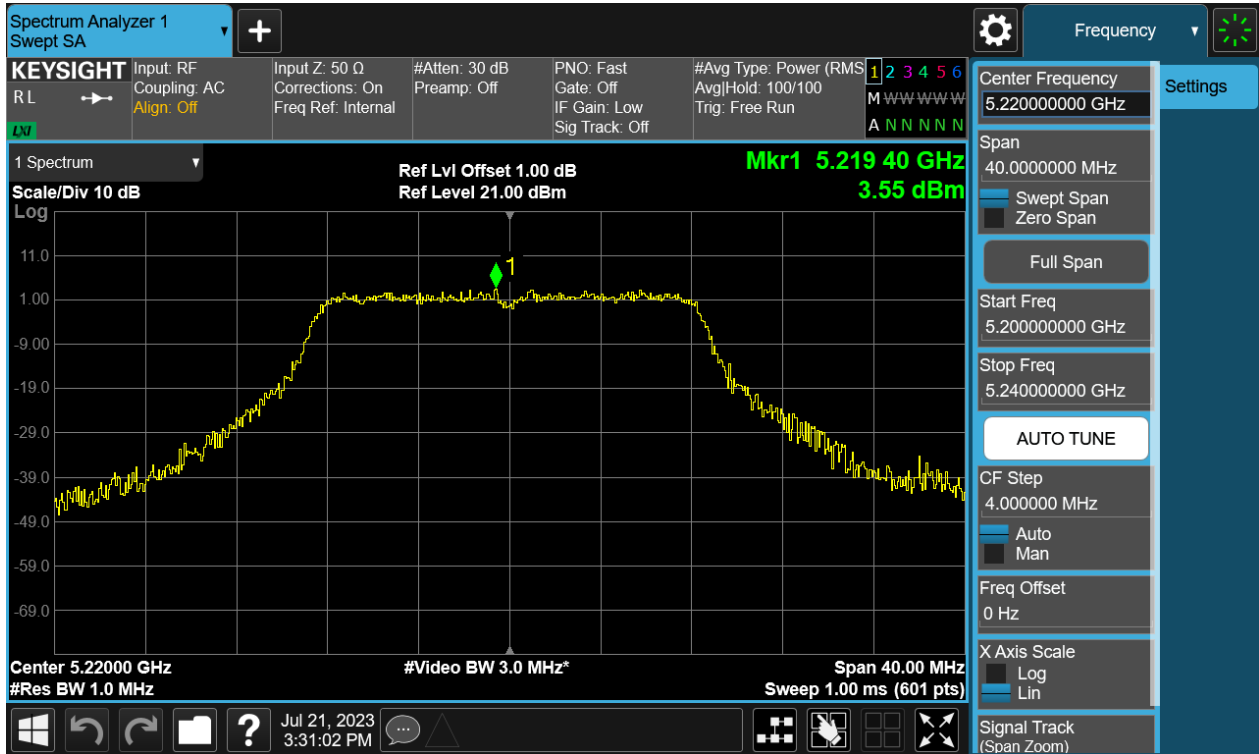 Spectrum Analyzer 1
Swept SA
Frequency
KEYSIGHT
R L
LXI
Input: RF
Coupling: AC
Align: Off
Input Z: 50 Ω
Corrections: On
Freq Ref: Internal
#Atten: 30 dB
Preamp: Off
PNO: Fast
Gate: Off
IF Gain: Low
Sig Track: Off
#Avg Type: Power (RMS
Avg|Hold: 100/100
Trig: Free Run
1 2 3 4 5 6
M W W W W W
A N N N N N
1 Spectrum
Scale/Div 10 dB
Ref Lvl Offset 1.00 dB
Ref Level 21.00 dBm
Mkr1 5.219 40 GHz
3.55 dBm
Log
11.0
1.00
-9.00
-19.0
-29.0
-39.0
-49.0
-59.0
-69.0
1
Center 5.22000 GHz
#Res BW 1.0 MHz
#Video BW 3.0 MHz*
Span 40.00 MHz
Sweep 1.00 ms (601 pts)
Center Frequency
5.220000000 GHz
Span
40.0000000 MHz
Swept Span
Zero Span
Full Span
Start Freq
5.200000000 GHz
Stop Freq
5.240000000 GHz
AUTO TUNE
CF Step
4.000000 MHz
Auto
Man
Freq Offset
0 Hz
X Axis Scale
Log
Lin
Signal Track
(Span Zoom)
Settings
?
Jul 21, 2023
3:31:02 PM